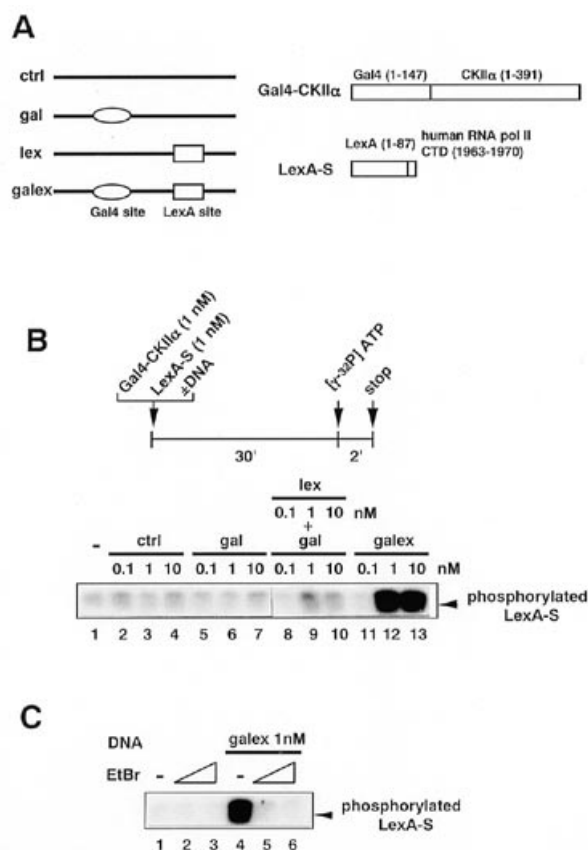 A
ctrl
gal
lex
galex
Gal4 site LexA site
Gal4 (1-147) CKIIα (1-391)
Gal4-CKIIα
LexA (1-87) human RNA pol II
CTD (1963-1970)
LexA-S
B
Gal4-CKIIα (1 nM)
LexA-S (1 nM)
±DNA
[γ-32P] ATP
stop
30' 2'
lex
0.1 1 10 nM
+
- ctrl gal gal galex
0.1 1 10 0.1 1 10 0.1 1 10 0.1 1 10 nM
phosphorylated
LexA-S
1 2 3 4 5 6 7 8 9 10 11 12 13
C
DNA galex 1nM
EtBr - -
phosphorylated
LexA-S
1 2 3 4 5 6